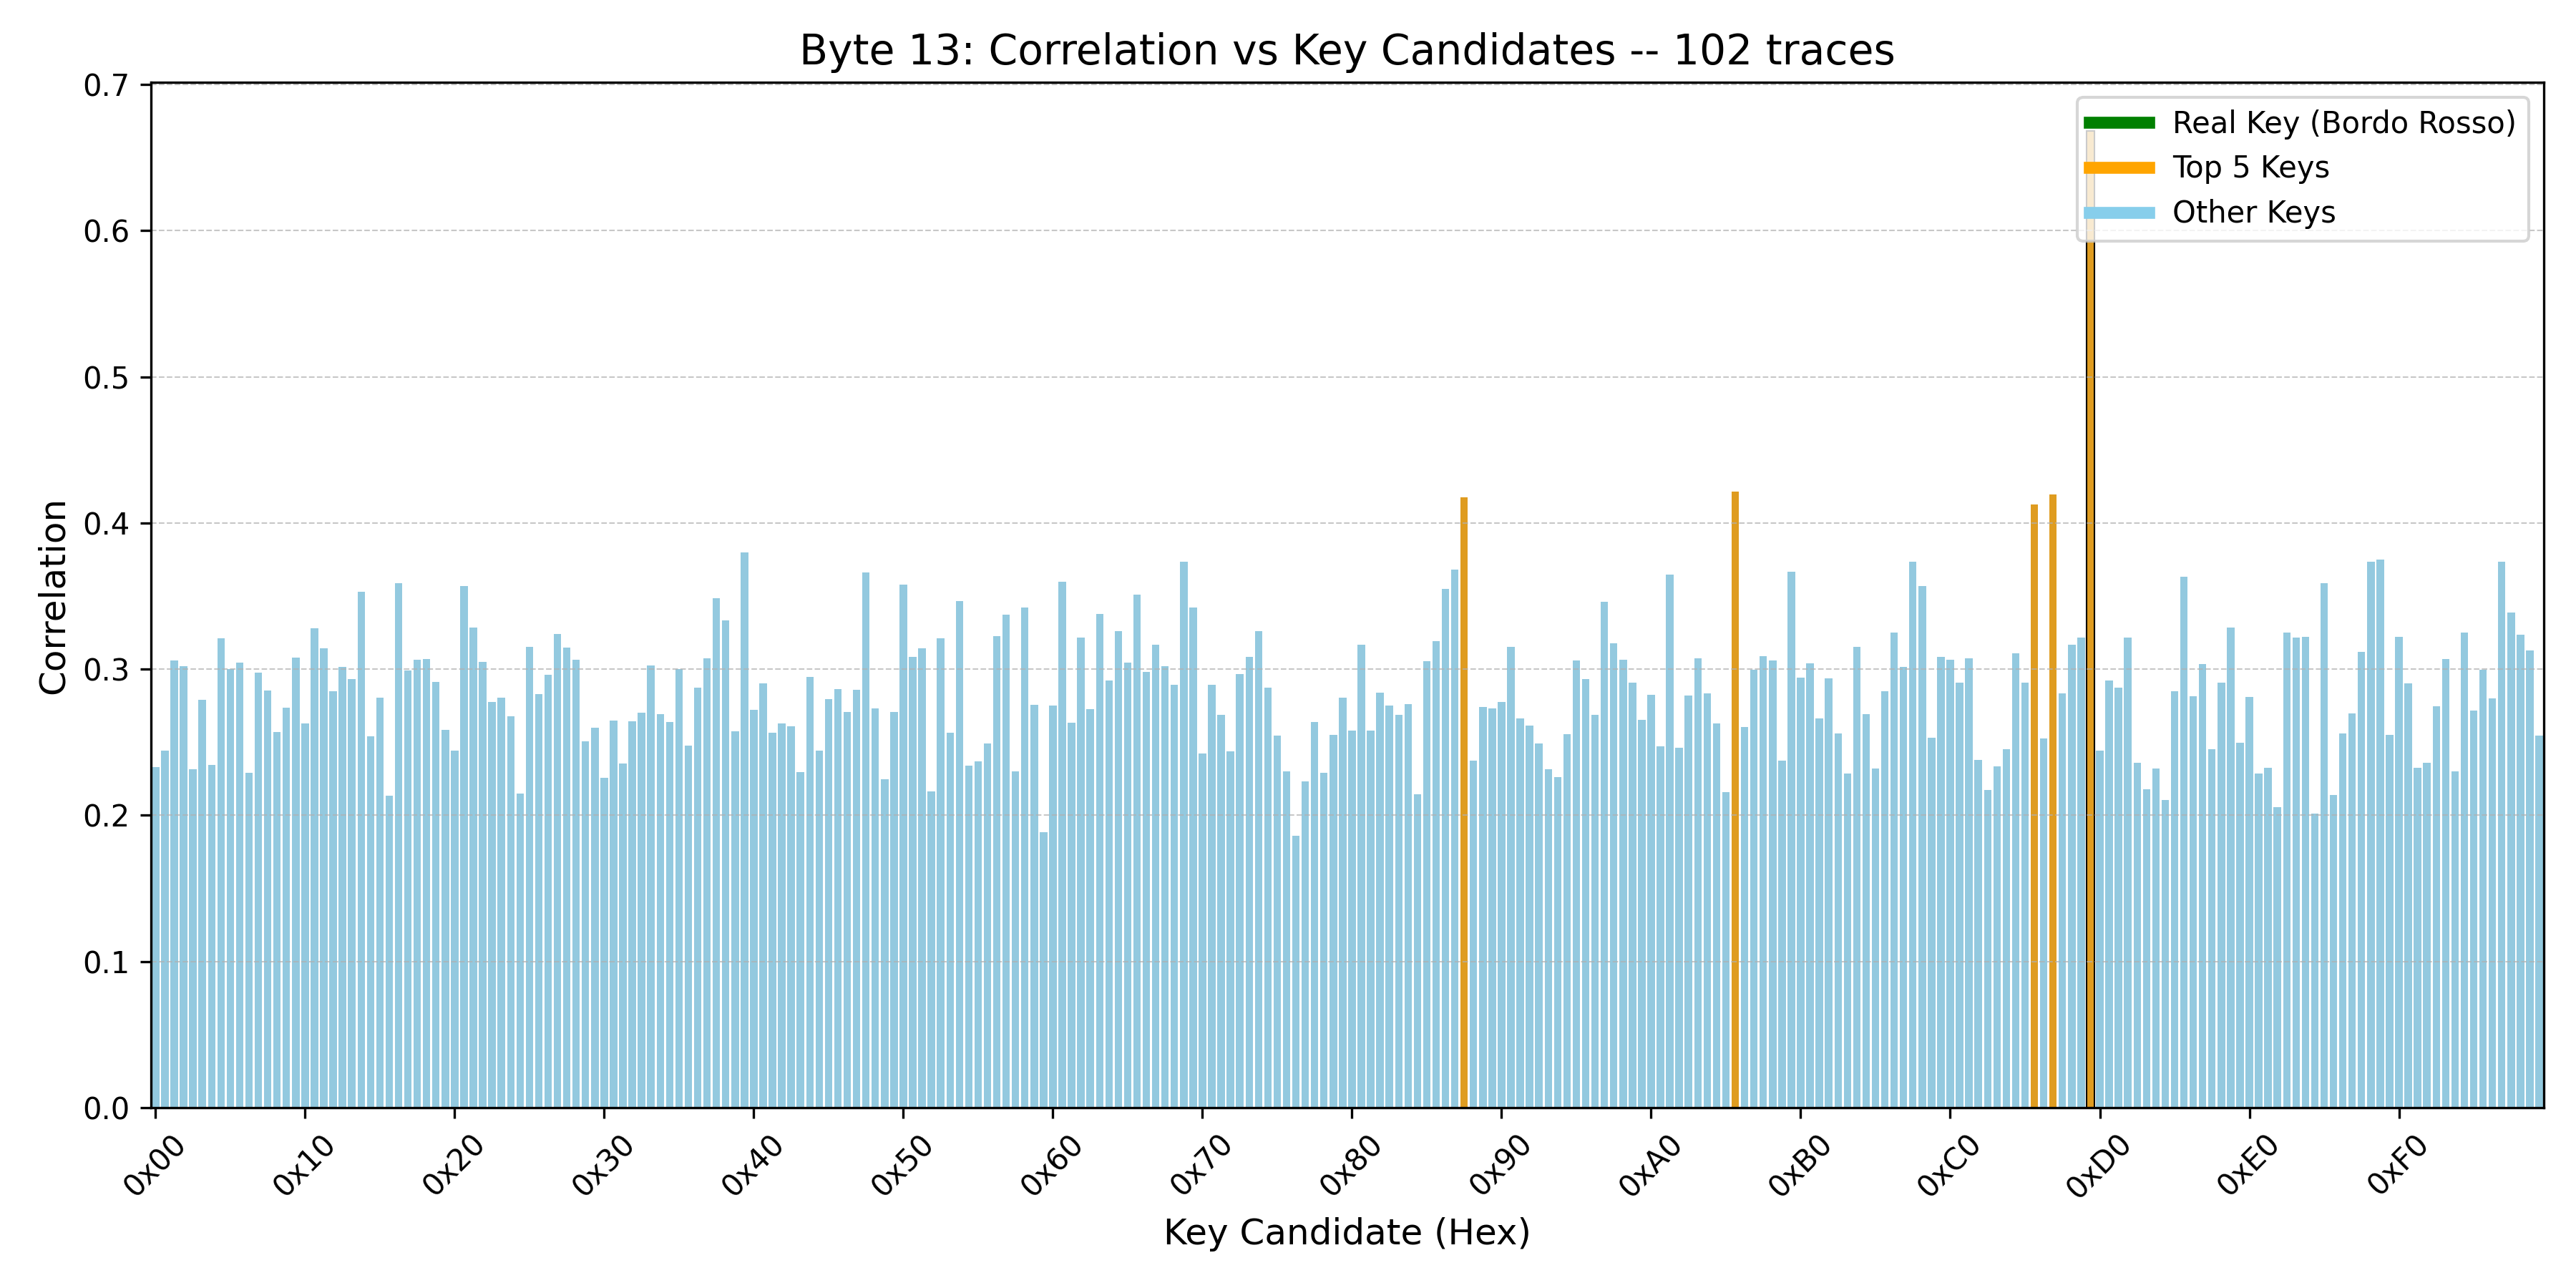 Byte 13: Correlation vs Key Candidates -- 102 traces
Real Key (Bordo Rosso)
Top 5 Keys
Other Keys
Correlation
0.7
0.6
0.5
0.4
0.3
0.2
0.1
0.0
0x00 0x10 0x20 0x30 0x40 0x50 0x60 0x70 0x80 0x90 0xA0 0xB0 0xC0 0xD0 0xE0 0xF0
Key Candidate (Hex)